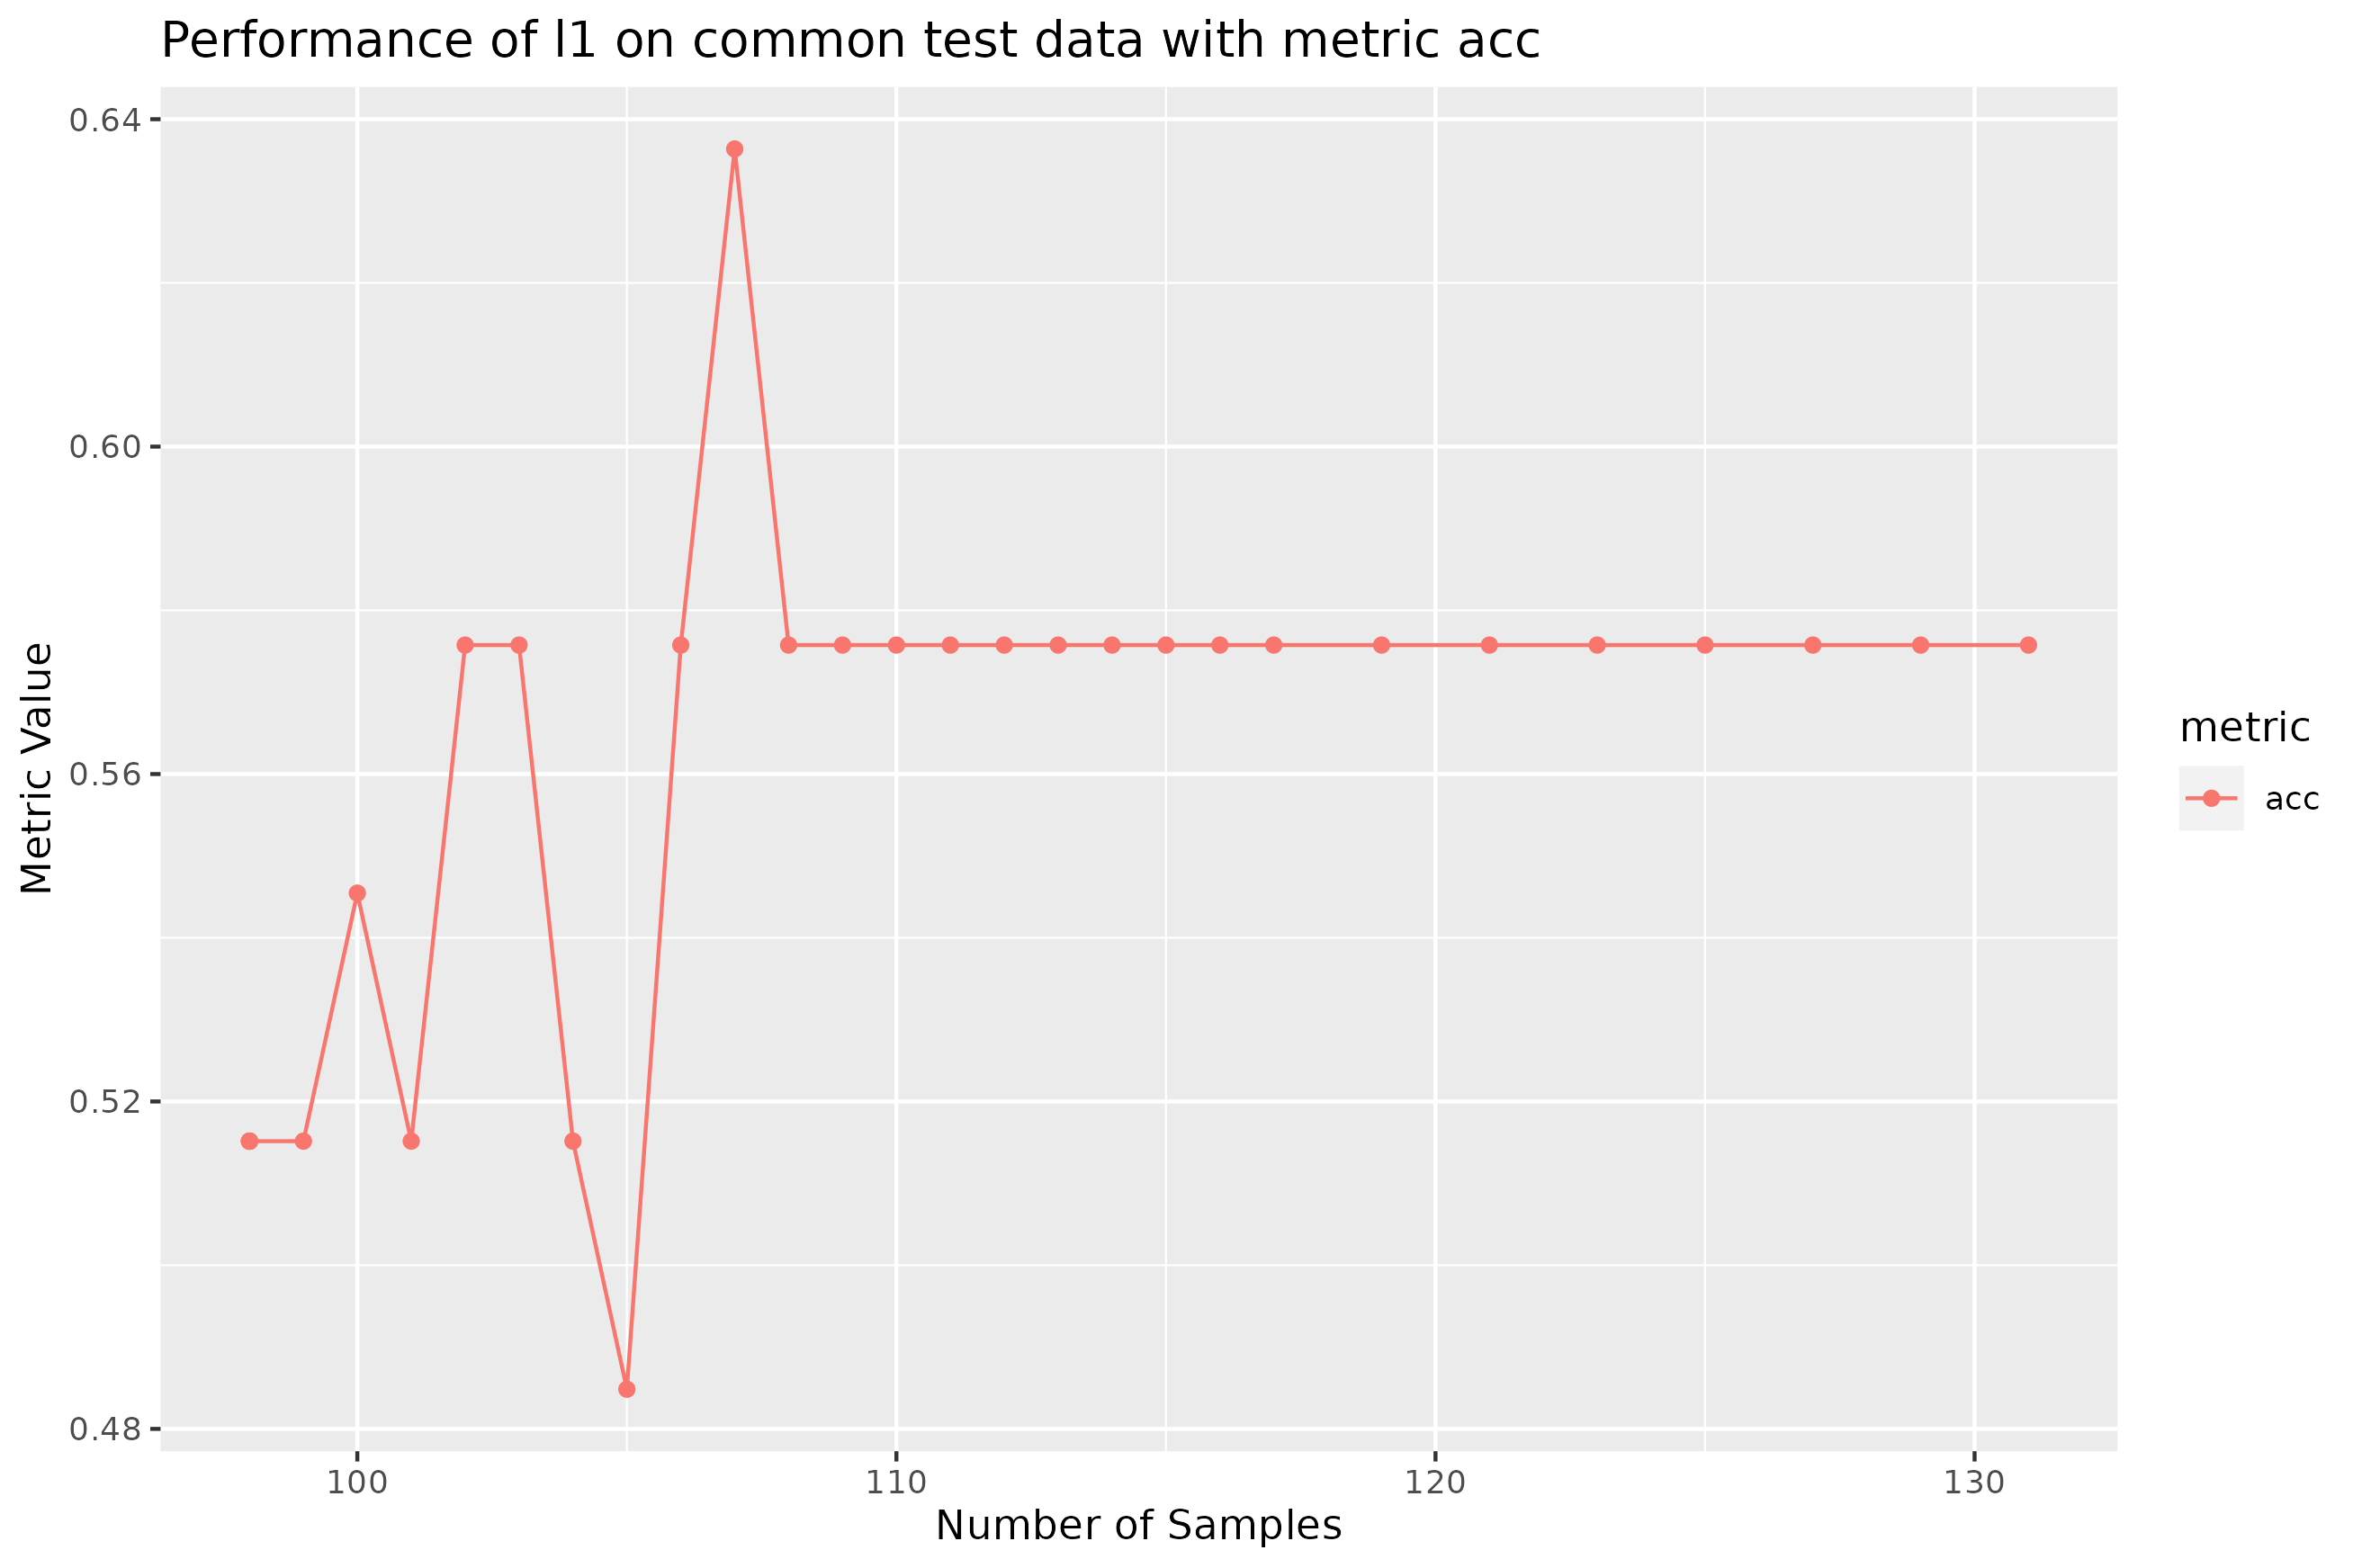 Performance of l1 on common test data with metric acc
0.64
0.60
0.56
0.52
0.48
Metric Value
100 110 120 130
Number of Samples
metric
acc